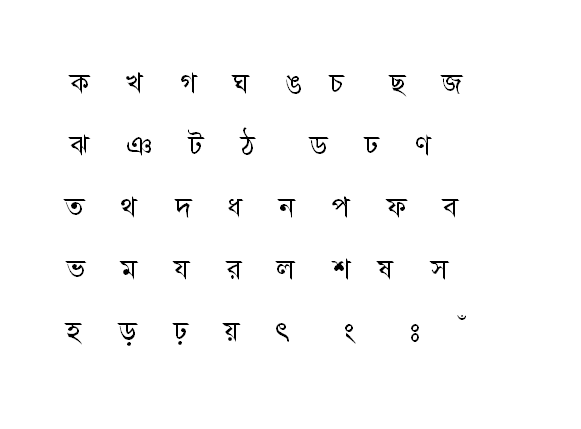 ক খ গ ঘ ঙ চ ছ জ
ঝ ঞ ট ঠ ড ঢ ণ
ত থ দ ধ ন প ফ ব
ভ ম য র ল শ ষ স
হ ড় ঢ় য় ৎ ং ঃ ঁ